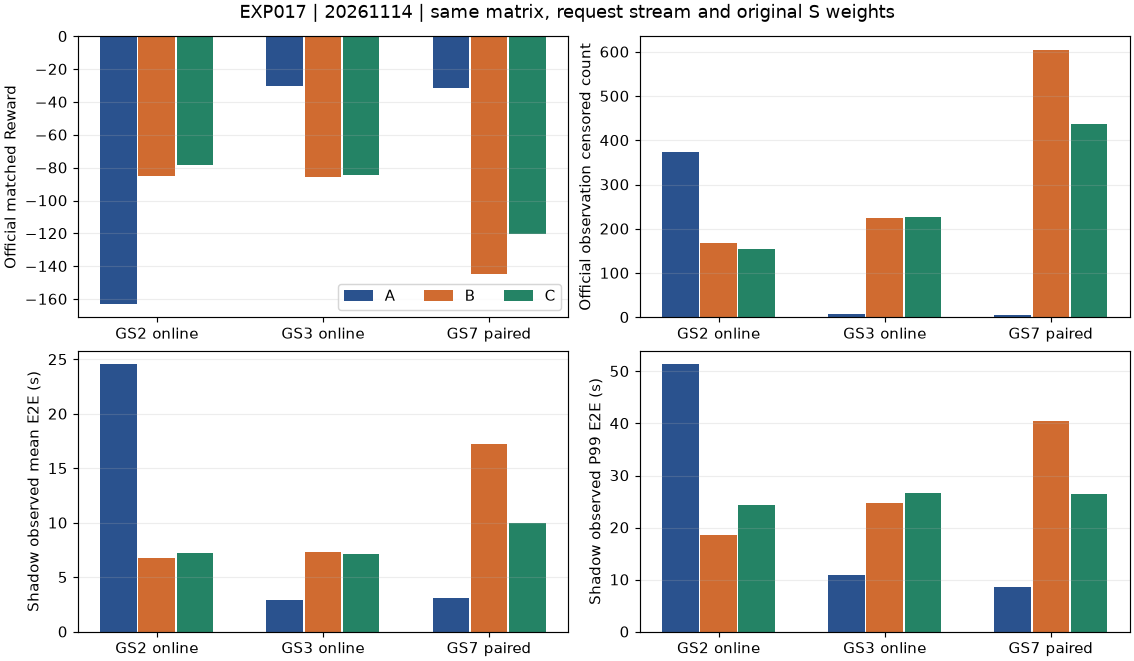 EXP017 | 20261114 | same matrix, request stream and original S weights
Official matched Reward
0
−20
−40
−60
−80
−100
−120
−140
−160
A
B
C
GS2 online
GS3 online
GS7 paired
Official observation censored count
600
500
400
300
200
100
0
GS2 online
GS3 online
GS7 paired
Shadow observed mean E2E (s)
25
20
15
10
5
0
GS2 online
GS3 online
GS7 paired
Shadow observed P99 E2E (s)
50
40
30
20
10
0
GS2 online
GS3 online
GS7 paired